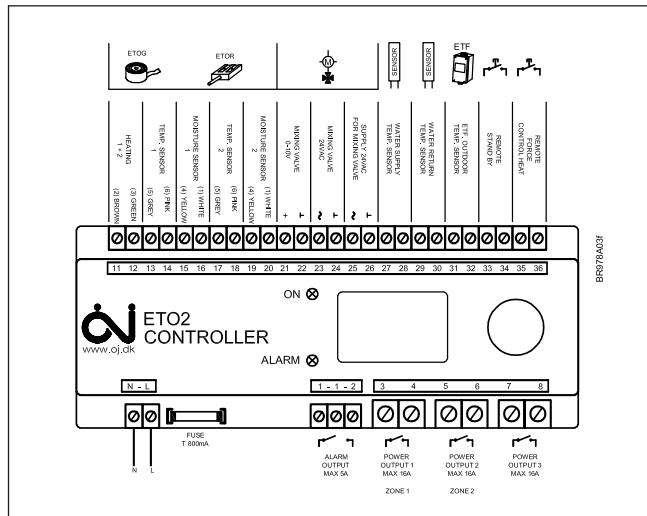 ETOG
ETOR
M
SENSOR
SENSOR
ETF
HEATING
1 + 2
TEMP. SENSOR
1
MOISTURE SENSOR
1
TEMP. SENSOR
2
MOISTURE SENSOR
2
MIXING VALVE
0-10V
MIXING VALVE
24VAC
SUPPLY 24VAC
FOR MIXING VALVE
WATER SUPPLY
TEMP. SENSOR
WATER RETURN
TEMP. SENSOR
ETF, OUTDOOR
TEMP. SENSOR
REMOTE
STAND BY
REMOTE
FORCE
CONTROL HEAT
(2) BROWN
(3) GREEN
(5) GREY
(6) PINK
(4) YELLOW
(1) WHITE
(5) GREY
(6) PINK
(4) YELLOW
(1) WHITE
+
11 12 13 14 15 16 17 18 19 20 21 22 23 24 25 26 27 28 29 30 31 32 33 34 35 36
BR978A03f
ON
OJ
www.oj.dk
ETO2
CONTROLLER
ALARM
N - L
1 - 1 - 2
3 4 5 6 7 8
FUSE
T 800mA
N L
ALARM
OUTPUT
MAX 5A
POWER
OUTPUT 1
MAX 16A
POWER
OUTPUT 2
MAX 16A
POWER
OUTPUT 3
MAX 16A
ZONE 1
ZONE 2